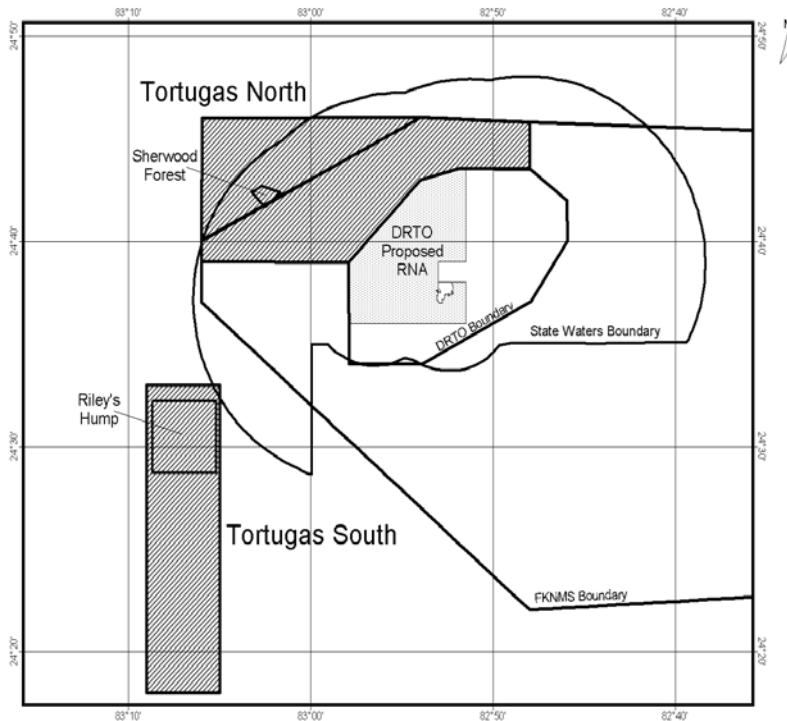 83°10'
83°00'
82°50'
82°40'
24°50'
24°50'
Tortugas North
Sherwood
Forest
24°40'
24°40'
DRTO
Proposed
RNA
DRTO Boundary
State Waters Boundary
Riley's
Hump
24°30'
24°30'
Tortugas South
FKNMS Boundary
24°20'
24°20'
83°10'
83°00'
82°50'
82°40'